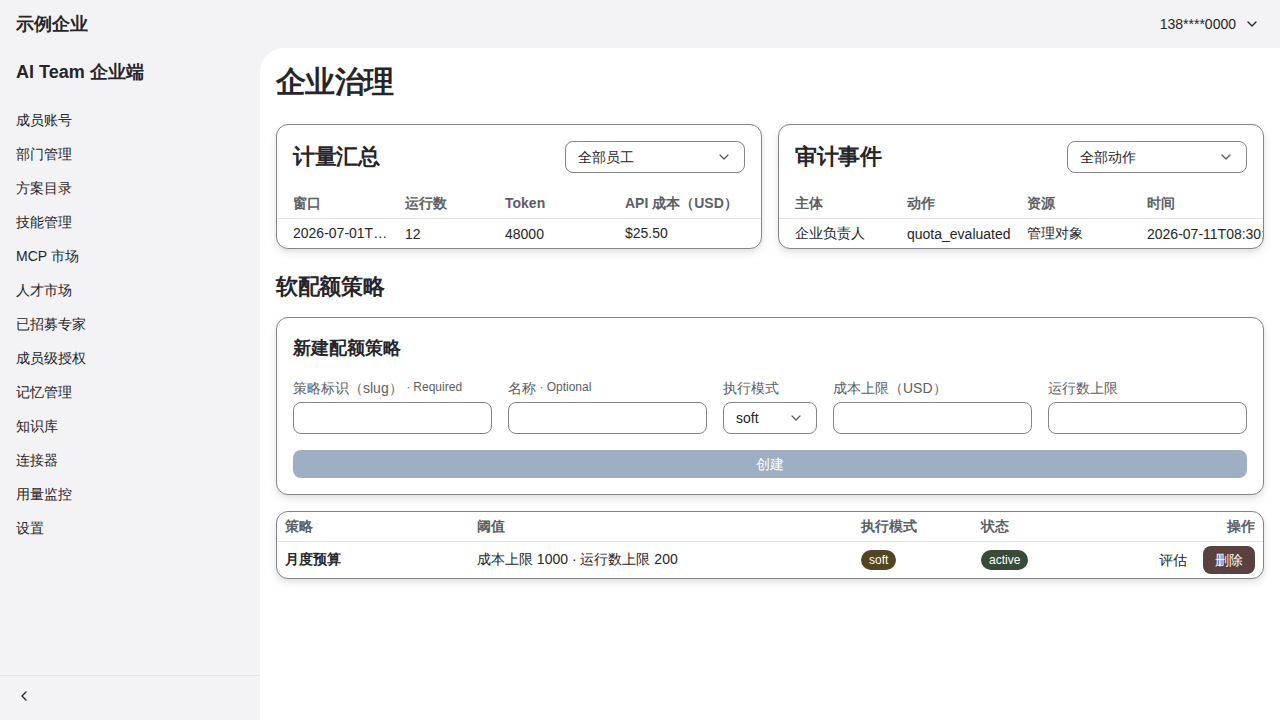 示例企业
138****0000
AI Team 企业端
成员账号
部门管理
方案目录
技能管理
MCP 市场
人才市场
已招募专家
成员级授权
记忆管理
知识库
连接器
用量监控
设置
企业治理
计量汇总
全部员工
窗口 运行数 Token API 成本（USD）
2026-07-01T… 12 48000 $25.50
审计事件
全部动作
主体 动作 资源 时间
企业负责人 quota_evaluated 管理对象 2026-07-11T08:30:
软配额策略
新建配额策略
策略标识（slug） · Required 名称 · Optional 执行模式 成本上限（USD） 运行数上限
soft
创建
策略 阈值 执行模式 状态 操作
月度预算 成本上限 1000 · 运行数上限 200 soft active 评估 删除